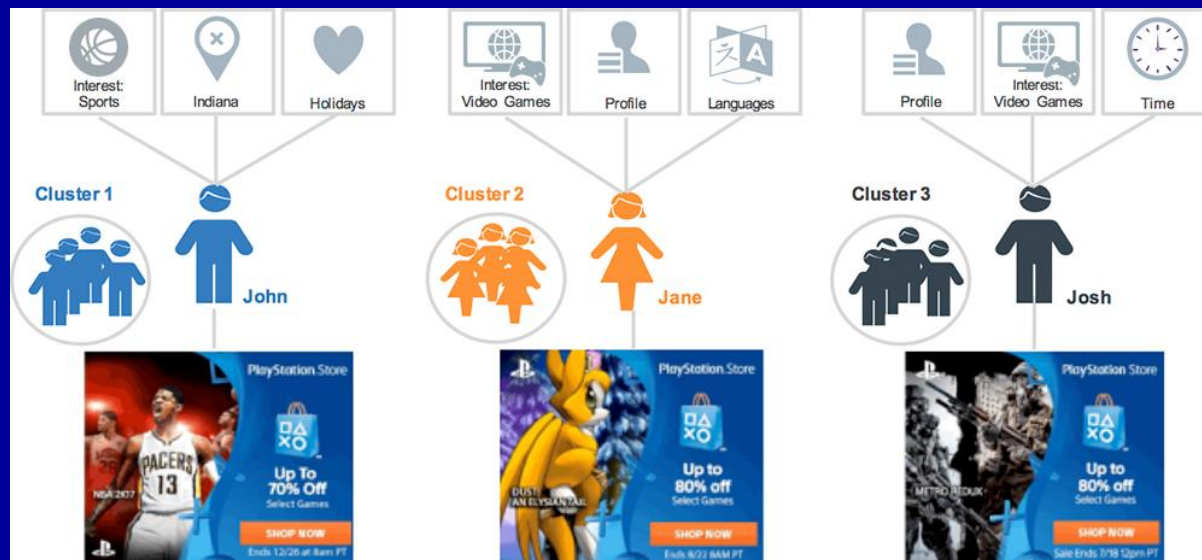 Interest:
Sports
Indiana
Holidays
Interest:
Video Games
Profile
Languages
Profile
Interest:
Video Games
Time
Cluster 1
John
Cluster 2
Jane
Cluster 3
Josh
PlayStation Store
PACERS
13
NBA 2K17
Up To
70% Off
Select Games
SHOP NOW
Ends 12/26 at 8am PT
PlayStation Store
DUST:
AN ELYSIAN TAIL
Up to
80% off
Select Games
SHOP NOW
Ends 8/22 8AM PT
PlayStation Store
METRO REDUX
Up to
80% off
Select Games
SHOP NOW
Sale Ends 7/18 12pm PT